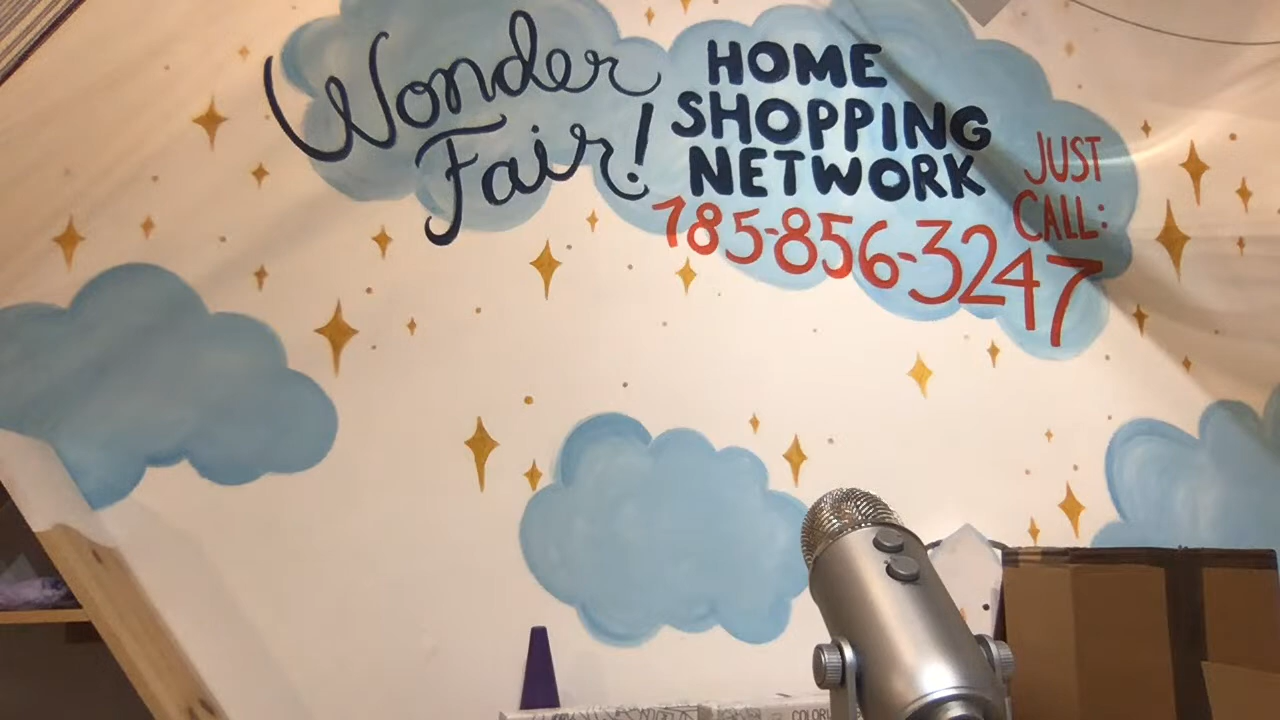 Wonder
Fair!
HOME
SHOPPING
NETWORK
JUST
CALL:
785-856-3247